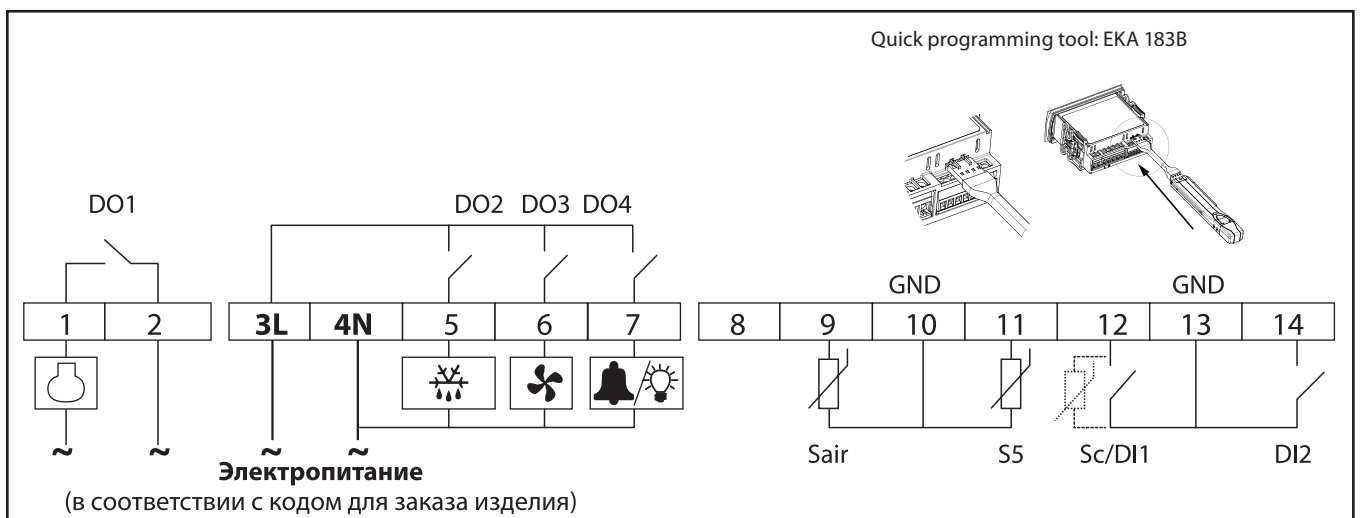 Quick programming tool: EKA 183B
DO1
DO2 DO3 DO4
GND GND
1 2 3L 4N 5 6 7 8 9 10 11 12 13 14
~ ~ ~ ~
Sair S5 Sc/DI1 DI2
Электропитание
(в соответствии с кодом для заказа изделия)